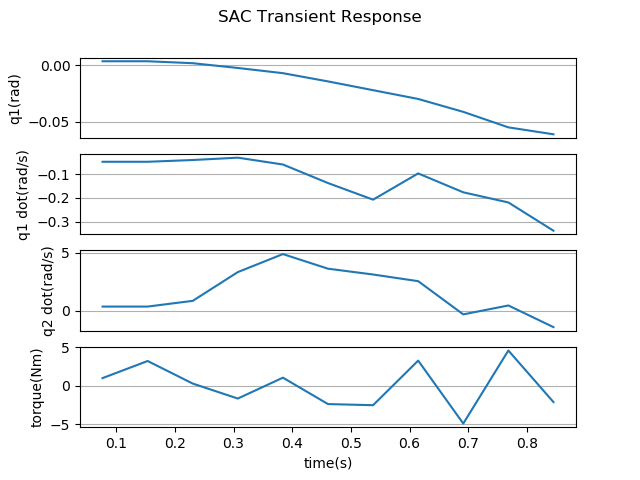 SAC Transient Response
q1(rad)
0.00
−0.05
q1 dot(rad/s)
−0.1
−0.2
−0.3
q2 dot(rad/s)
5
0
torque(Nm)
5
0
−5
0.1 0.2 0.3 0.4 0.5 0.6 0.7 0.8
time(s)